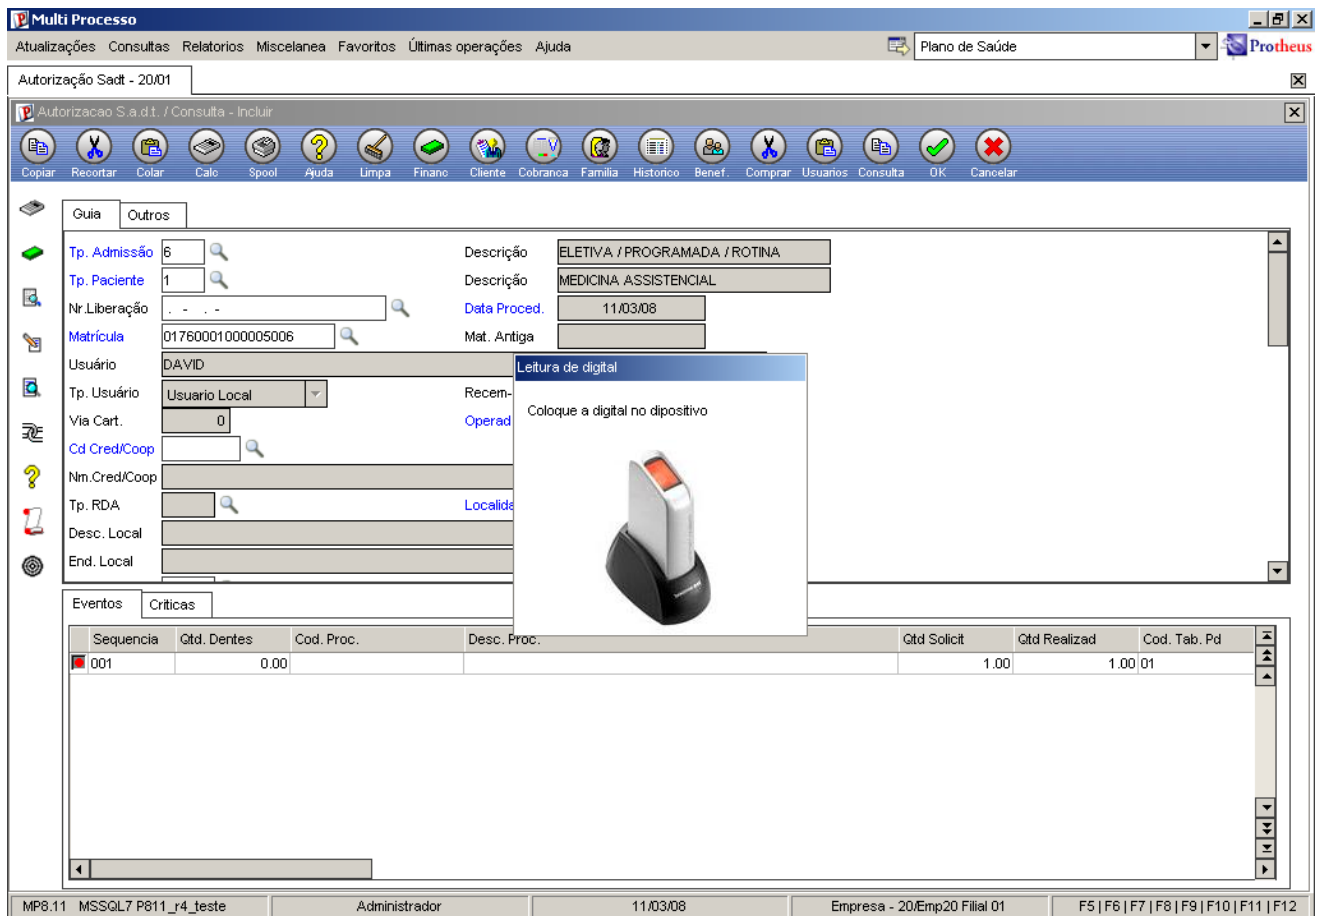 Multi Processo
Atualizações Consultas Relatorios Miscelanea Favoritos Últimas operações Ajuda Plano de Saúde Protheus
Autorização Sadt - 20/01
Autorizacao S.a.d.t. / Consulta - Incluir
Copiar Recortar Colar Calc Spool Ajuda Limpa Financ Cliente Cobranca Familia Historico Benef. Comprar Usuarios Consulta OK Cancelar
Guia Outros
Tp. Admissão 6 Descrição ELETIVA / PROGRAMADA / ROTINA
Tp. Paciente 1 Descrição MEDICINA ASSISTENCIAL
Nr.Liberação . - . - Data Proced. 11/03/08
Matrícula 01760001000005006 Mat. Antiga
Usuário DAVID
Leitura de digital
Tp. Usuário Usuario Local Recem-
Coloque a digital no dipositivo
Via Cart. 0 Operad
Cd Cred/Coop
Nm.Cred/Coop
Tp. RDA Localida
Desc. Local
End. Local
Eventos Críticas
Sequencia Qtd. Dentes Cod. Proc. Desc. Proc. Qtd Solicit Qtd Realizad Cod. Tab. Pd
001 0.00 1.00 1.00 01
MP8.11 MSSQL7 P811_r4_teste Administrador 11/03/08 Empresa - 20/Emp20 Filial 01 F5 | F6 | F7 | F8 | F9 | F10 | F11 | F12